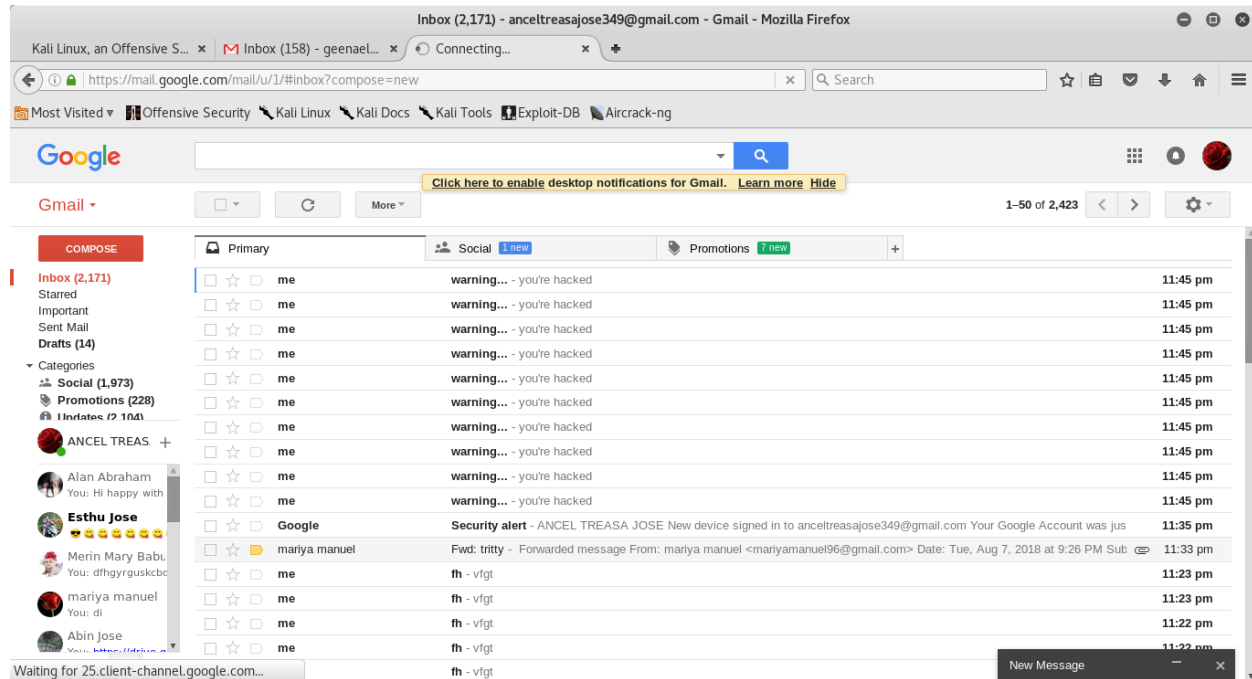 Inbox (2,171) - anceltreasajose349@gmail.com - Gmail - Mozilla Firefox
Kali Linux, an Offensive S... × Inbox (158) - geenael... × Connecting... ×
https://mail.google.com/mail/u/1/#inbox?compose=new Search
Most Visited Offensive Security Kali Linux Kali Docs Kali Tools Exploit-DB Aircrack-ng
Google
Click here to enable desktop notifications for Gmail. Learn more Hide
Gmail More 1–50 of 2,423
COMPOSE Primary Social 1 new Promotions 7 new +
Inbox (2,171)
Starred
Important
Sent Mail
Drafts (14)
Categories
Social (1,973)
Promotions (228)
Updates (2,104)
ANCEL TREAS
Alan Abraham
You: Hi happy with
Esthu Jose
Merin Mary Babu
You: dfhgyrguskcbd
mariya manuel
You: di
Abin Jose
me warning... - you're hacked 11:45 pm
me warning... - you're hacked 11:45 pm
me warning... - you're hacked 11:45 pm
me warning... - you're hacked 11:45 pm
me warning... - you're hacked 11:45 pm
me warning... - you're hacked 11:45 pm
me warning... - you're hacked 11:45 pm
me warning... - you're hacked 11:45 pm
me warning... - you're hacked 11:45 pm
me warning... - you're hacked 11:45 pm
Google Security alert - ANCEL TREASA JOSE New device signed in to anceltreasajose349@gmail.com Your Google Account was jus 11:35 pm
mariya manuel Fwd: tritty - Forwarded message From: mariya manuel <mariyamanuel96@gmail.com> Date: Tue, Aug 7, 2018 at 9:26 PM Sub 11:33 pm
me fh - vfgt 11:23 pm
me fh - vfgt 11:23 pm
me fh - vfgt 11:22 pm
me fh - vfgt 11:22 pm
fh - vfgt
New Message
Waiting for 25.client-channel.google.com...